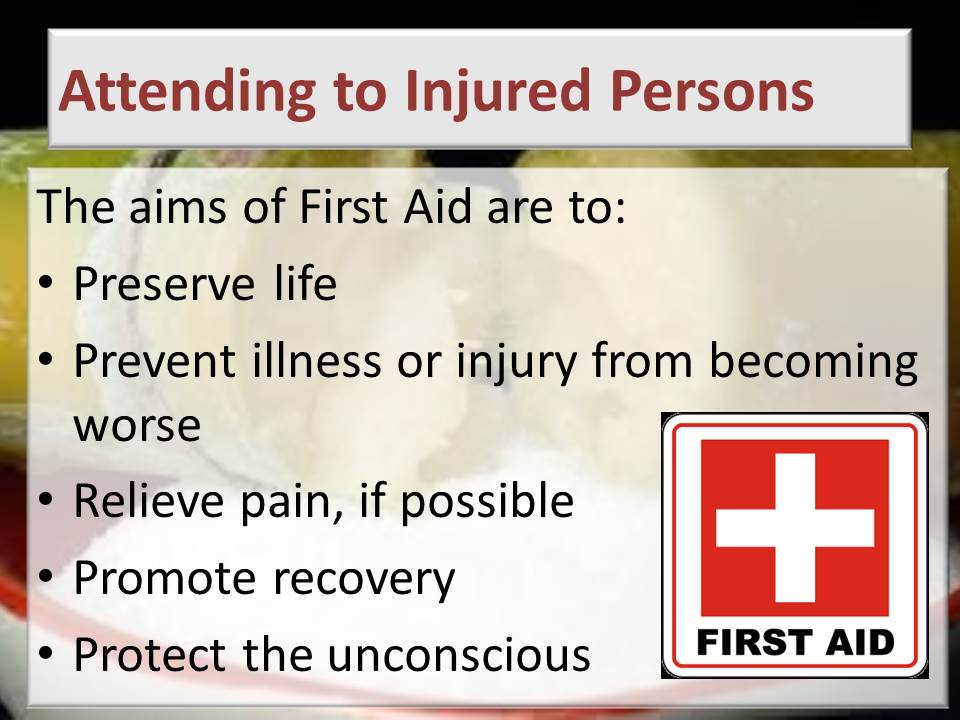 Attending to Injured Persons
The aims of First Aid are to:
• Preserve life
• Prevent illness or injury from becoming
worse
• Relieve pain, if possible
• Promote recovery
• Protect the unconscious
FIRST AID